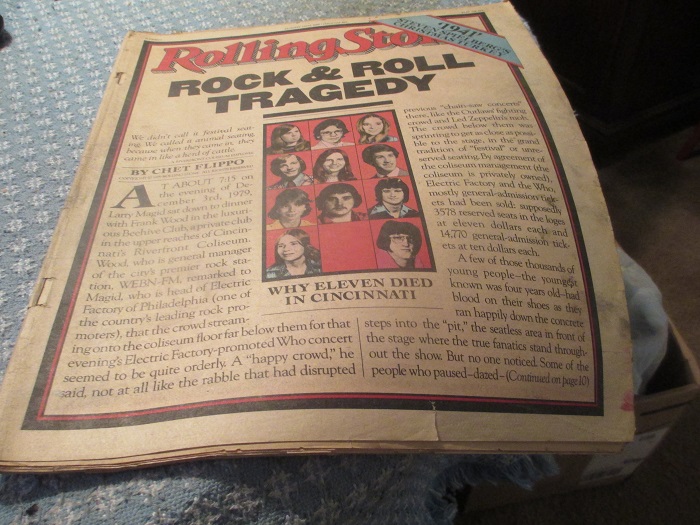 Rolling Sto
"1941"
STEVEN SPIELBERG'S
CHRISTMAS TURKEY
ROCK & ROLL
TRAGEDY
We didn't call it festival seat-
ing. We called it animal seating
because when they came in, they
came in like a herd of cattle.
BY CHET FLIPPO
AT ABOUT 7:15 on
the evening of De-
cember 3rd, 1979,
Larry Magid sat down to dinner
with Frank Wood in the luxuri-
ous Beehive Club, a private club
in the upper reaches of Cincin-
nati's Riverfront Coliseum.
Wood, who is general manager
of the city's premier rock sta-
tion, WEBN-FM, remarked to
Magid, who is head of Electric
Factory of Philadelphia (one of
the country's leading rock pro-
moters), that the crowd stream-
ing onto the coliseum floor far below them for that
evening's Electric Factory-promoted Who concert
seemed to be quite orderly. A "happy crowd," he
said, not at all like the rabble that had disrupted
WHY ELEVEN DIED
IN CINCINNATI
previous "chain-saw concerts"
there, like the Outlaws' fighting
crowd and Led Zeppelin's mob.
The crowd below them was
sprinting to get as close as possi-
ble to the stage, in the grand
tradition of "festival" or unre-
served seating. By agreement of
the coliseum management (the
coliseum is privately owned),
Electric Factory and the Who,
mostly general-admission tick-
ets had been sold: supposedly
3578 reserved seats in the loges
at eleven dollars each and
14,770 general-admission tick-
ets at ten dollars each.
A few of those thousands of
young people–the youngest
known was four years old–had
blood on their shoes as they
ran happily down the concrete
steps into the "pit," the seatless area in front of
the stage where the true fanatics stand through-
out the show. But no one noticed. Some of the
people who paused–dazed–(Continued on page 10)